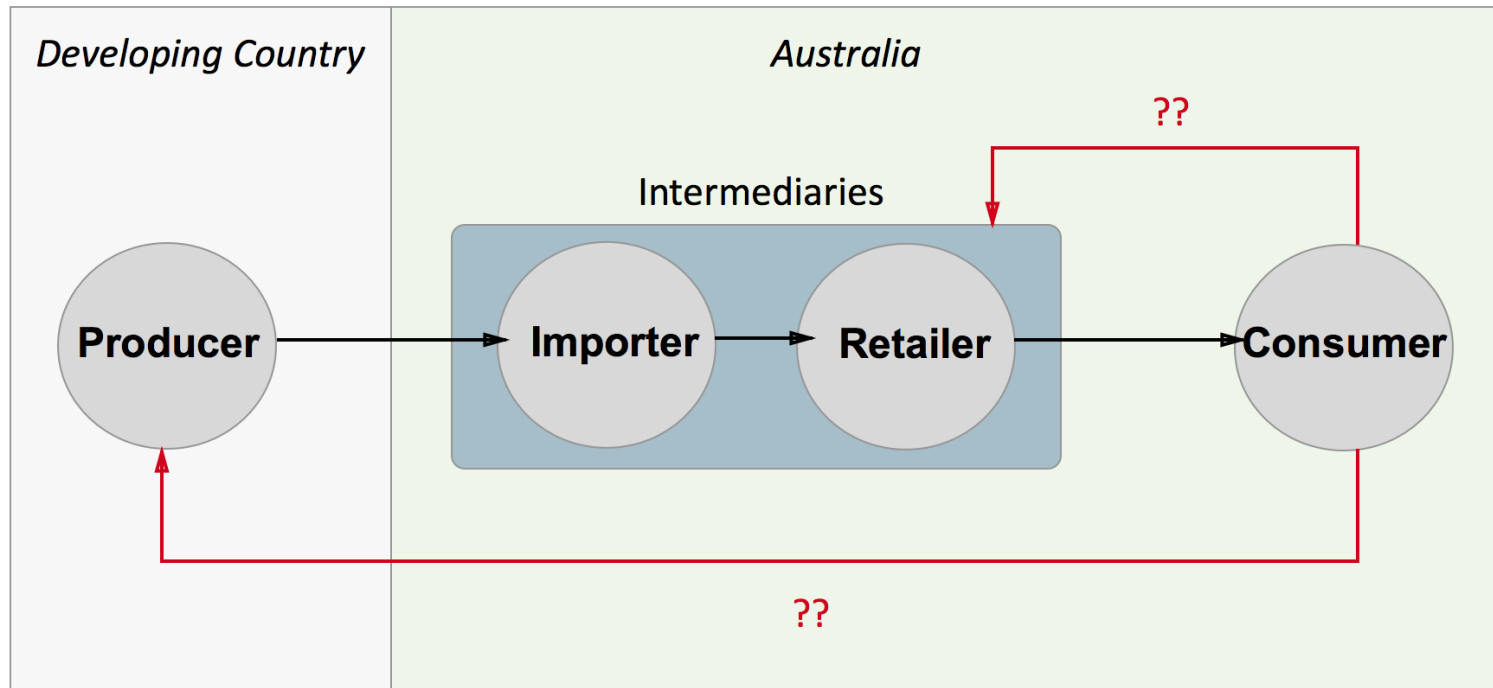 Developing Country
Australia
??
Intermediaries
Producer
Importer
Retailer
Consumer
??